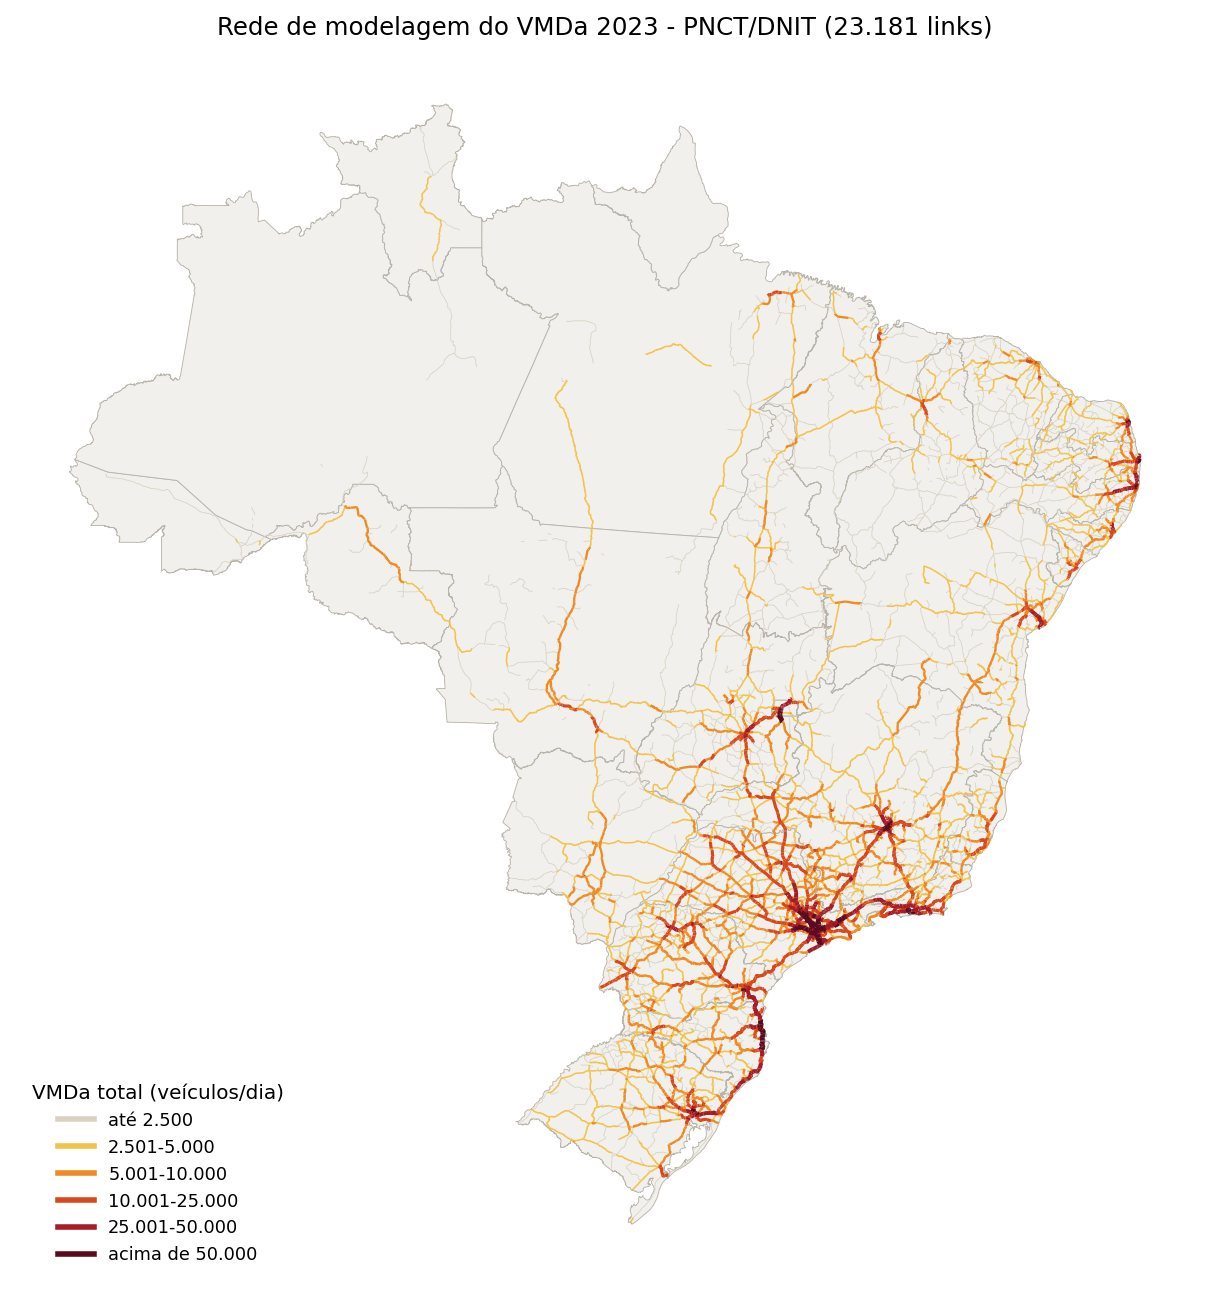 Rede de modelagem do VMDa 2023 - PNCT/DNIT (23.181 links)
VMDa total (veículos/dia)
até 2.500
2.501-5.000
5.001-10.000
10.001-25.000
25.001-50.000
acima de 50.000